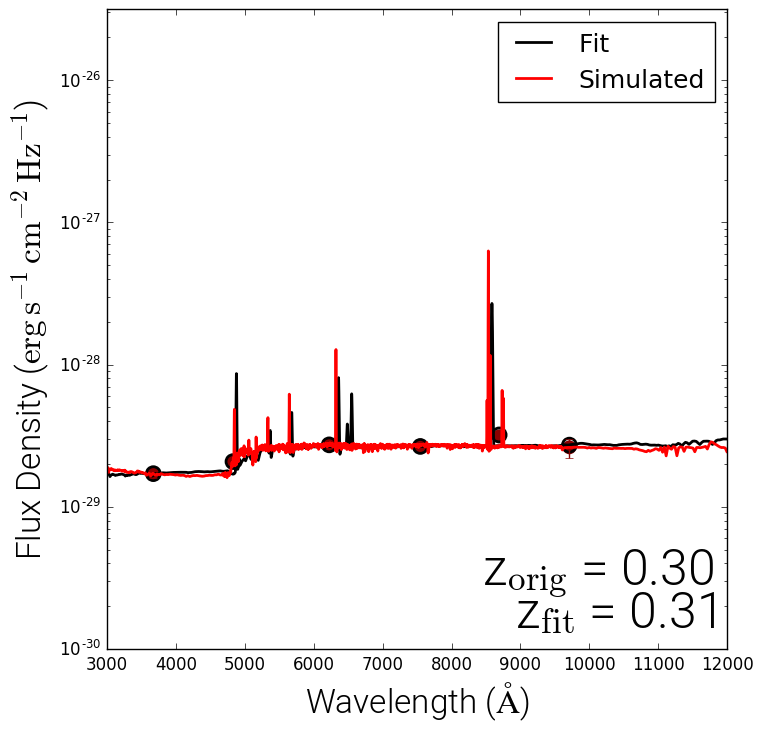 Fit
Simulated
10^-26
10^-27
10^-28
10^-29
10^-30
Flux Density (erg s^-1 cm^-2 Hz^-1)
z_orig = 0.30
z_fit = 0.31
3000 4000 5000 6000 7000 8000 9000 10000 11000 12000
Wavelength (Å)